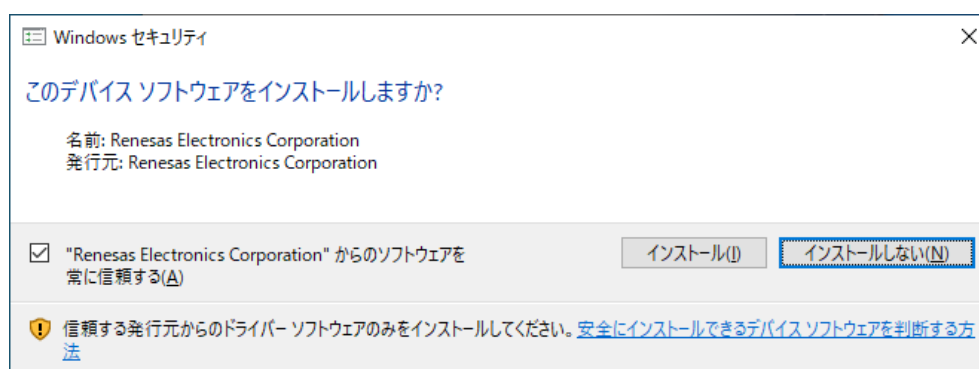 Windows セキュリティ
このデバイス ソフトウェアをインストールしますか?
名前: Renesas Electronics Corporation
発行元: Renesas Electronics Corporation
"Renesas Electronics Corporation" からのソフトウェアを
常に信頼する(A)
インストール(I)
インストールしない(N)
信頼する発行元からのドライバー ソフトウェアのみをインストールしてください。安全にインストールできるデバイス ソフトウェアを判断する方
法